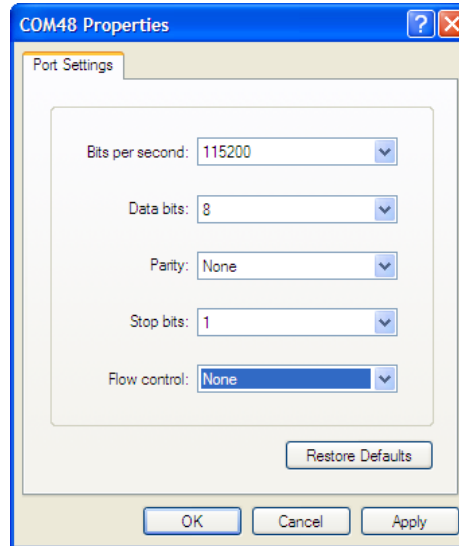 COM48 Properties
Port Settings
Bits per second: 115200
Data bits: 8
Parity: None
Stop bits: 1
Flow control: None
Restore Defaults
OK Cancel Apply